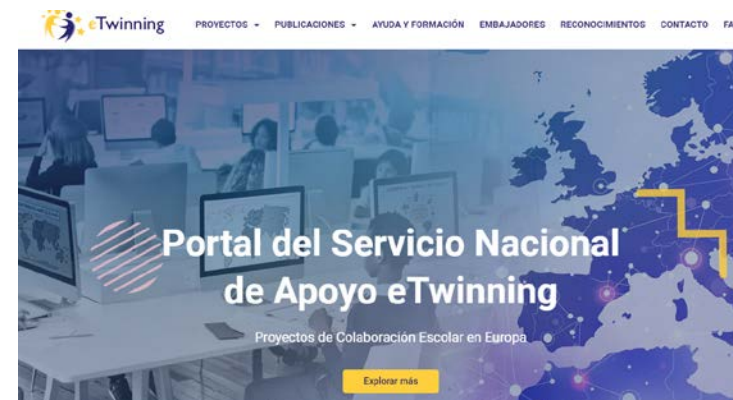 eTwinning
PROYECTOS PUBLICACIONES AYUDA Y FORMACIÓN EMBAJADORES RECONOCIMIENTOS CONTACTO FA
Portal del Servicio Nacional
de Apoyo eTwinning
Proyectos de Colaboración Escolar en Europa
Explorar más